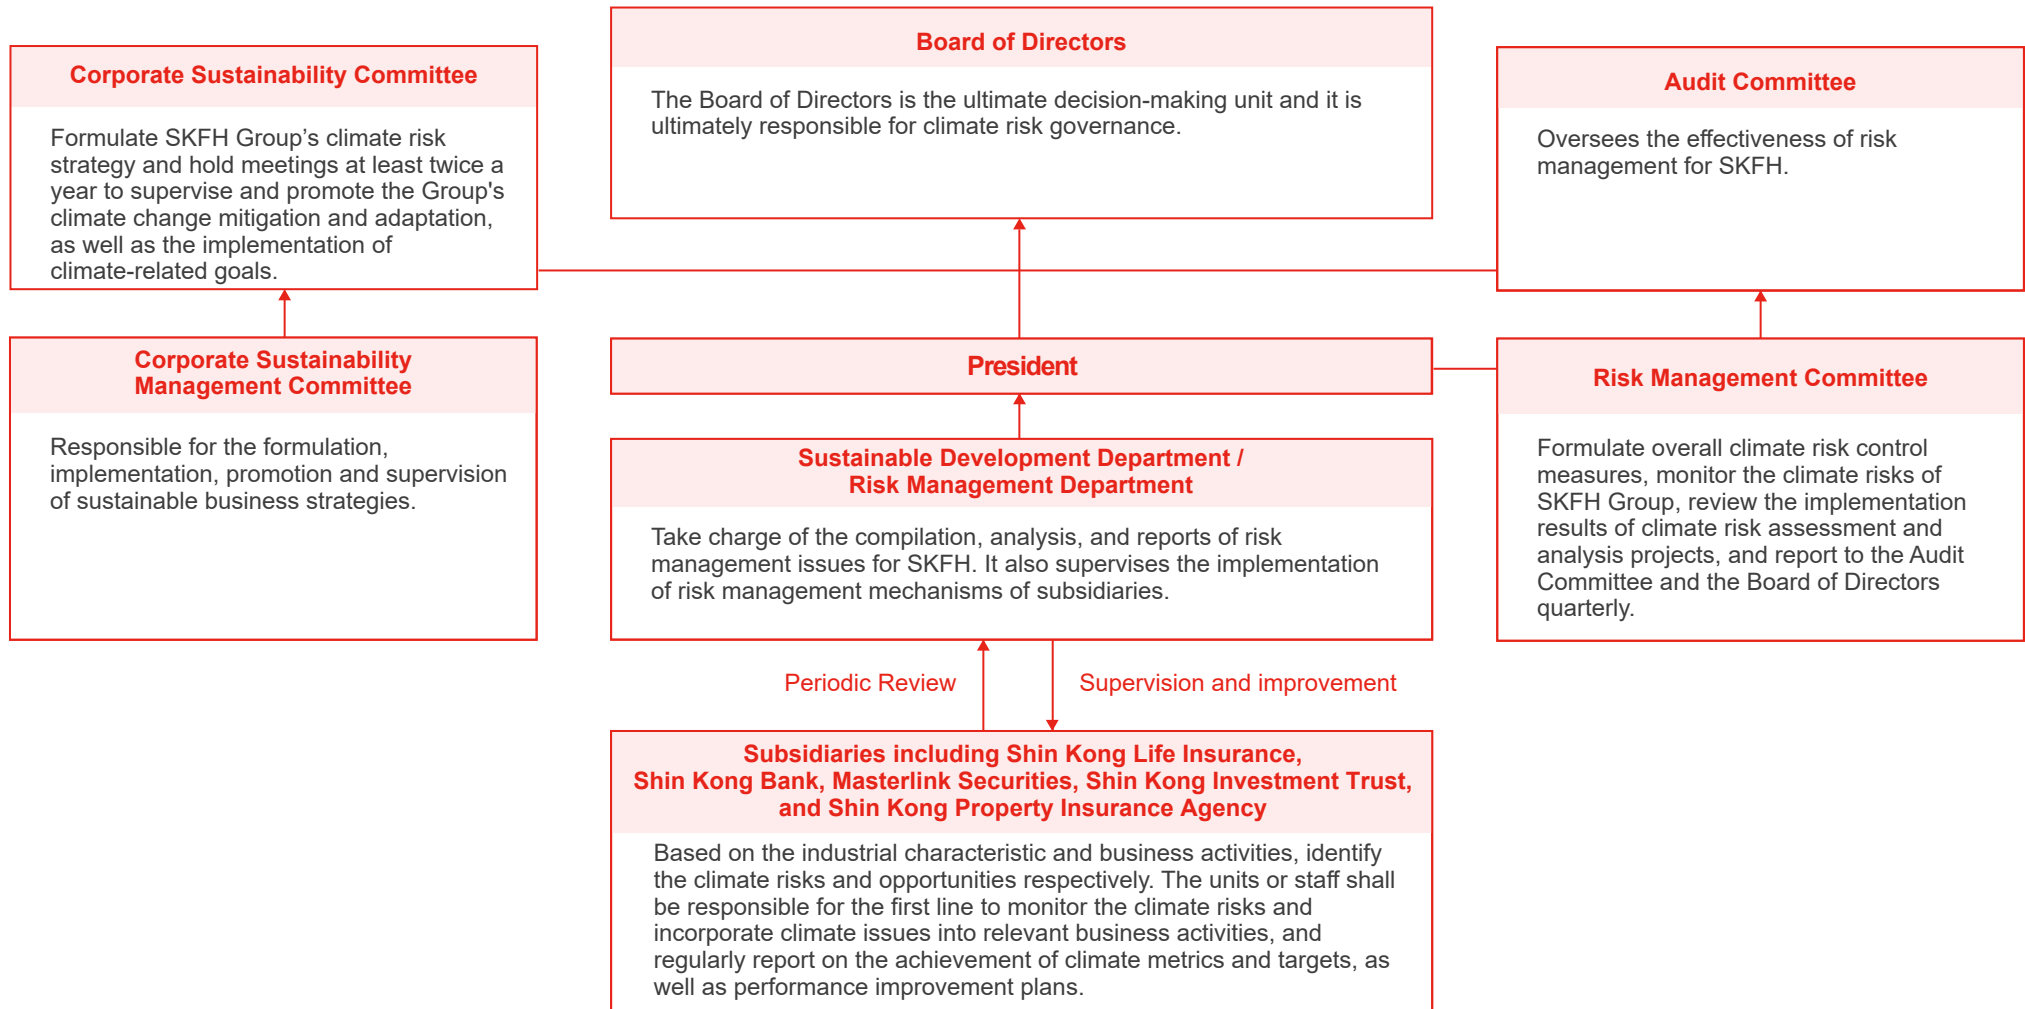 Board of Directors
The Board of Directors is the ultimate decision-making unit and it is
ultimately responsible for climate risk governance.
Corporate Sustainability Committee
Formulate SKFH Group’s climate risk
strategy and hold meetings at least twice a
year to supervise and promote the Group's
climate change mitigation and adaptation,
as well as the implementation of
climate-related goals.
Audit Committee
Oversees the effectiveness of risk
management for SKFH.
Corporate Sustainability
Management Committee
Responsible for the formulation,
implementation, promotion and supervision
of sustainable business strategies.
President
Risk Management Committee
Formulate overall climate risk control
measures, monitor the climate risks of
SKFH Group, review the implementation
results of climate risk assessment and
analysis projects, and report to the Audit
Committee and the Board of Directors
quarterly.
Sustainable Development Department /
Risk Management Department
Take charge of the compilation, analysis, and reports of risk
management issues for SKFH. It also supervises the implementation
of risk management mechanisms of subsidiaries.
Periodic Review
Supervision and improvement
Subsidiaries including Shin Kong Life Insurance,
Shin Kong Bank, Masterlink Securities, Shin Kong Investment Trust,
and Shin Kong Property Insurance Agency
Based on the industrial characteristic and business activities, identify
the climate risks and opportunities respectively. The units or staff shall
be responsible for the first line to monitor the climate risks and
incorporate climate issues into relevant business activities, and
regularly report on the achievement of climate metrics and targets, as
well as performance improvement plans.